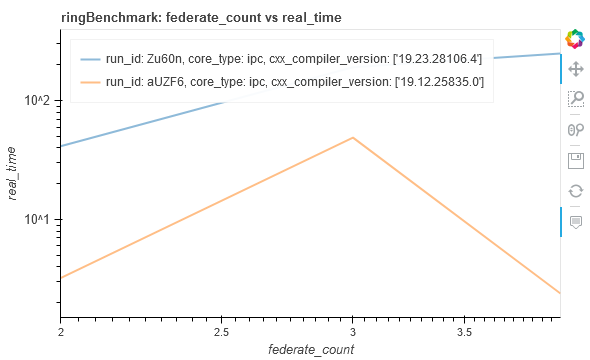 ringBenchmark: federate_count vs real_time
run_id: Zu60n, core_type: ipc, cxx_compiler_version: ['19.23.28106.4']
run_id: aUZF6, core_type: ipc, cxx_compiler_version: ['19.12.25835.0']
10^2
10^1
real_time
2
2.5
3
3.5
federate_count